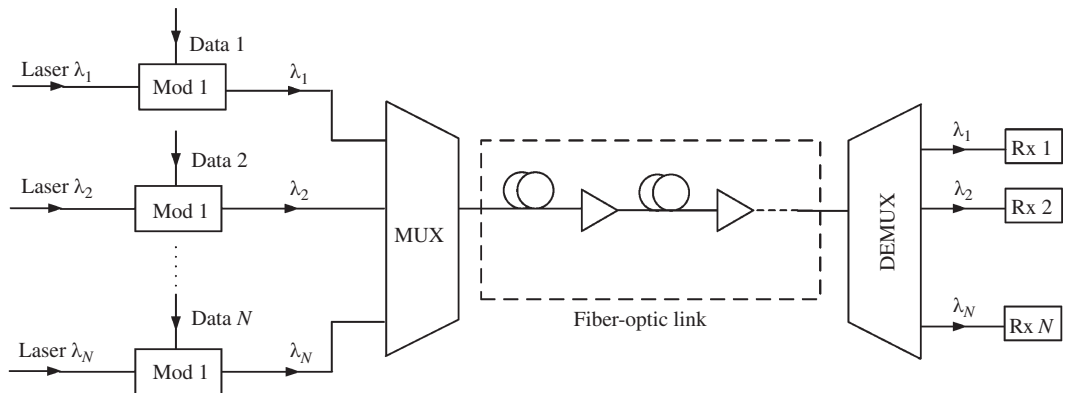 Data 1
Laser λ1
Mod 1
λ1
Data 2
Laser λ2
Mod 1
λ2
Data N
Laser λN
Mod 1
λN
MUX
Fiber-optic link
DEMUX
λ1
Rx 1
λ2
Rx 2
λN
Rx N